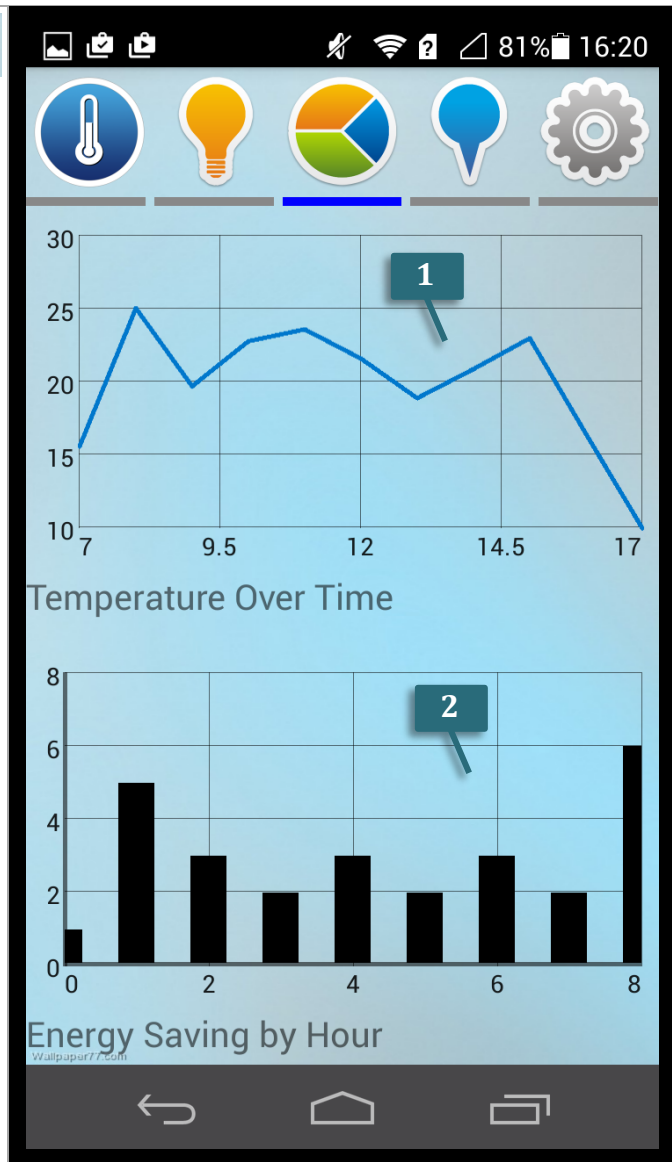 81% 16:20
30
1
25
20
15
10
7 9.5 12 14.5 17
Temperature Over Time
8
2
6
4
2
0
0 2 4 6 8
Energy Saving by Hour
Wallpaper77.com